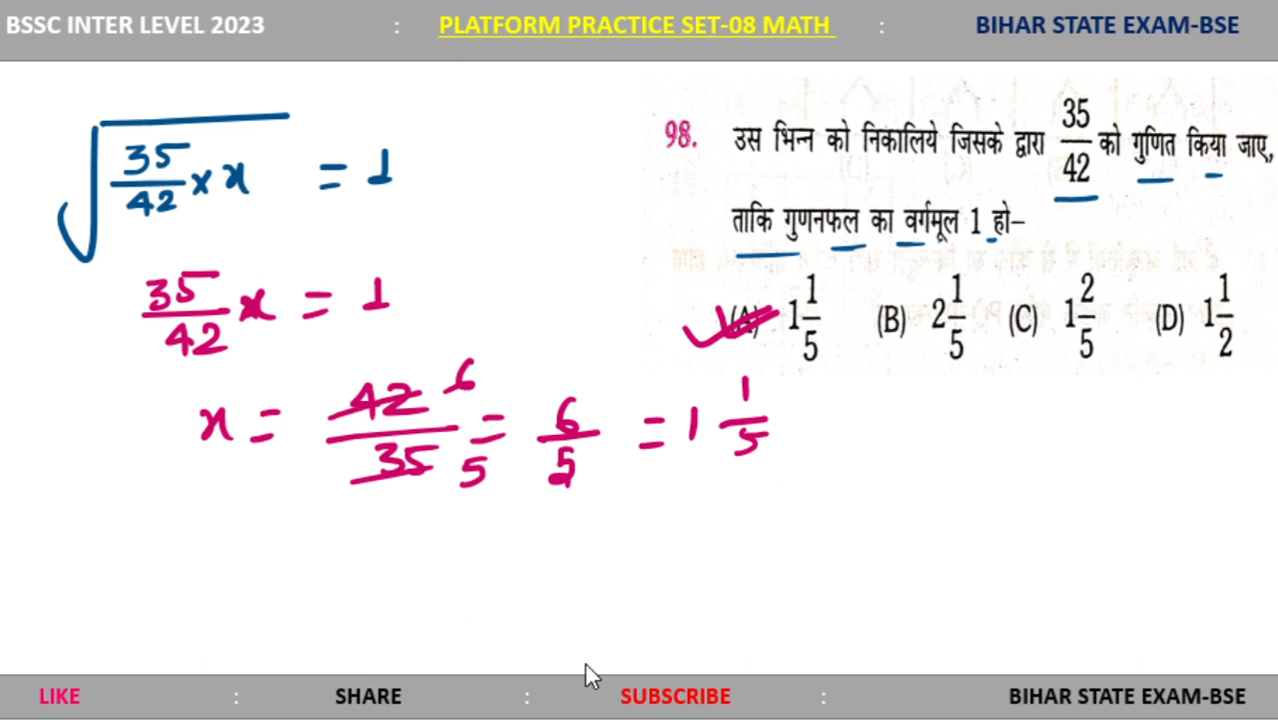 BSSC INTER LEVEL 2023 : PLATFORM PRACTICE SET-08 MATH : BIHAR STATE EXAM-BSE
98. उस भिन्न को निकालिये जिसके द्वारा 35/42 को गुणित किया जाए,
ताकि गुणनफल का वर्गमूल 1 हो–
(A) 1 1/5 (B) 2 1/5 (C) 1 2/5 (D) 1 1/2
√(35/42 × x) = 1
35/42 x = 1
x = 42/35 6/5 = 6/5 = 1 1/5
LIKE : SHARE : SUBSCRIBE : BIHAR STATE EXAM-BSE